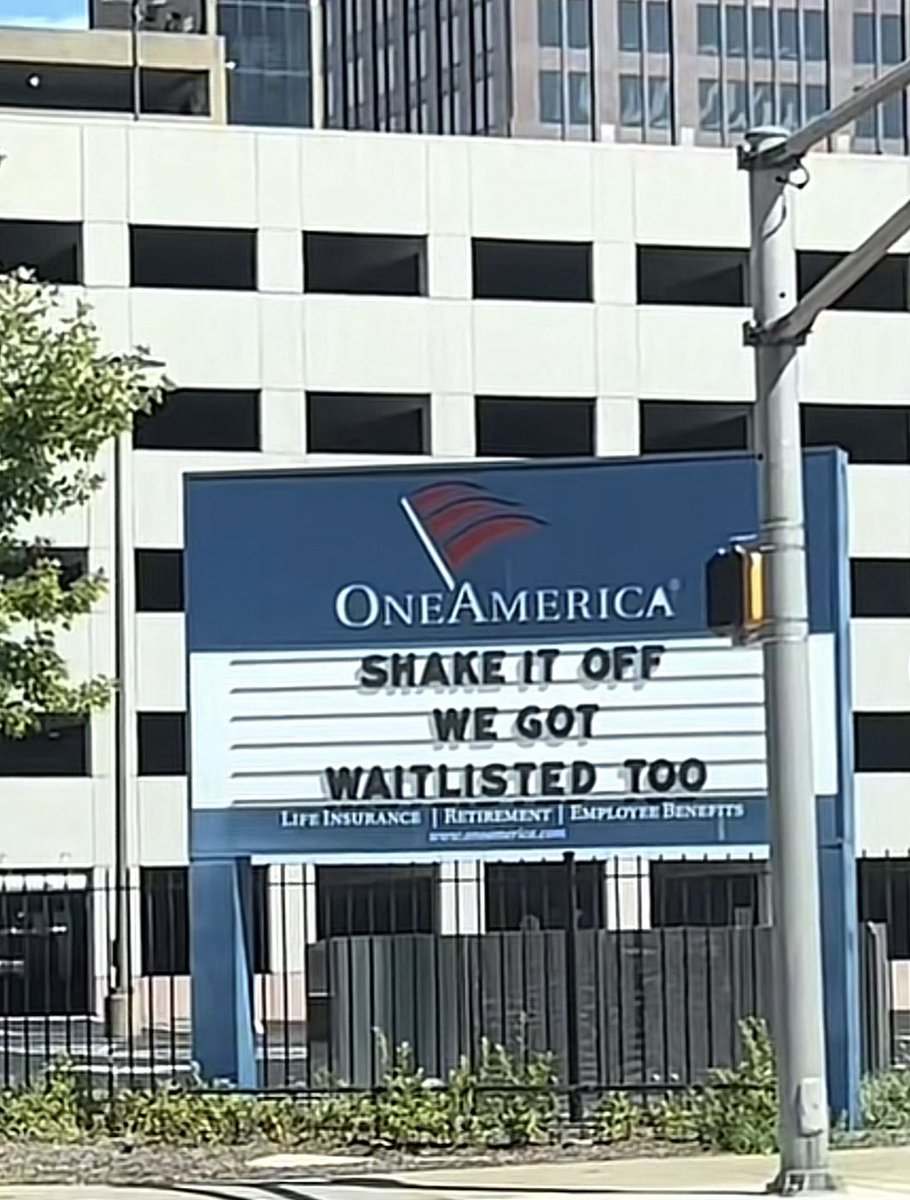 ONEAMERICA®
SHAKE IT OFF
WE GOT
WAITLISTED TOO
LIFE INSURANCE | RETIREMENT | EMPLOYEE BENEFITS
www.oneamerica.com